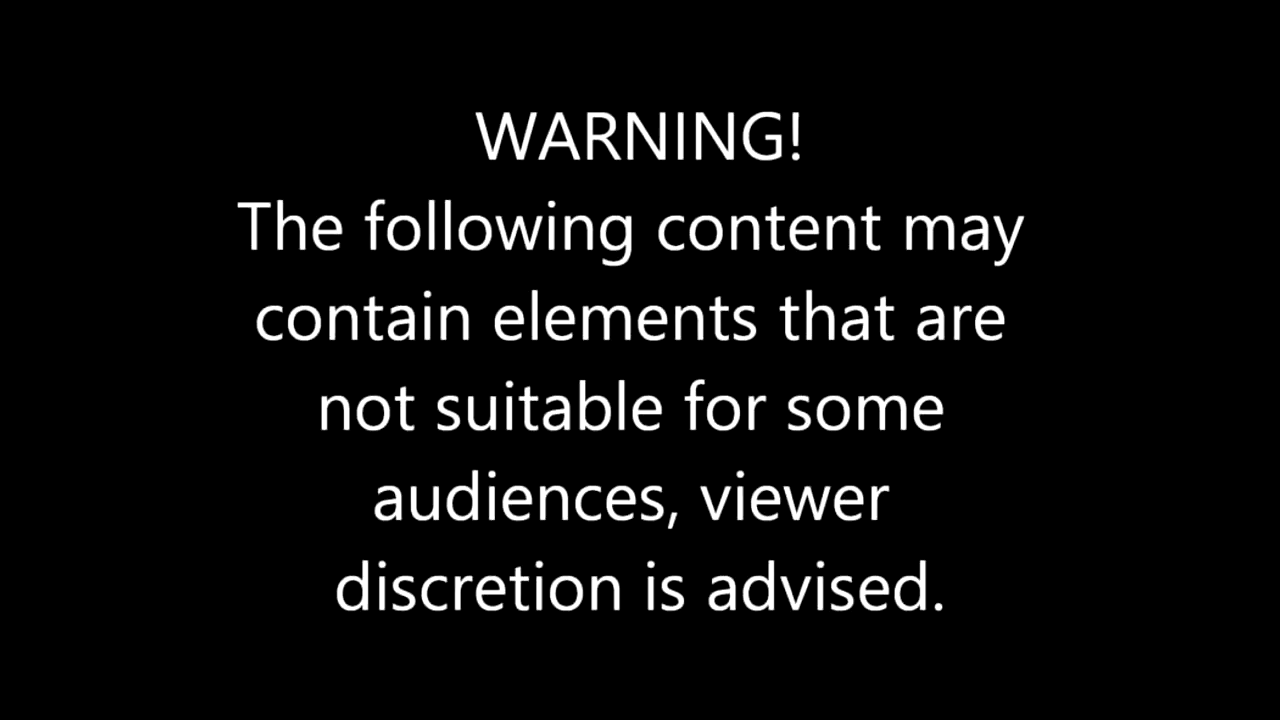 WARNING!
The following content may
contain elements that are
not suitable for some
audiences, viewer
discretion is advised.